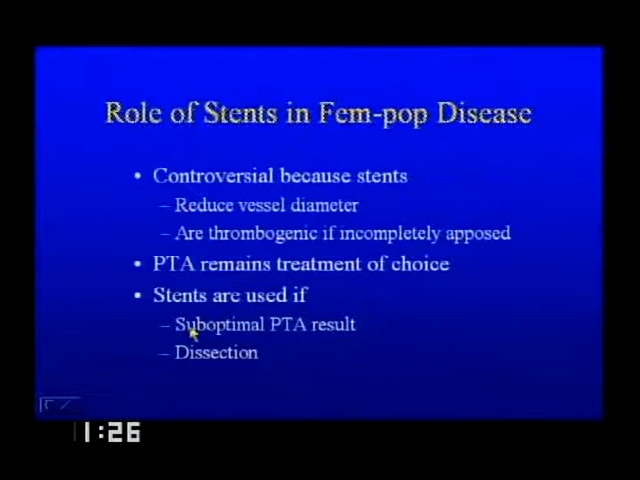 Role of Stents in Fem-pop Disease
• Controversial because stents
– Reduce vessel diameter
– Are thrombogenic if incompletely apposed
• PTA remains treatment of choice
• Stents are used if
– Suboptimal PTA result
– Dissection
1:26